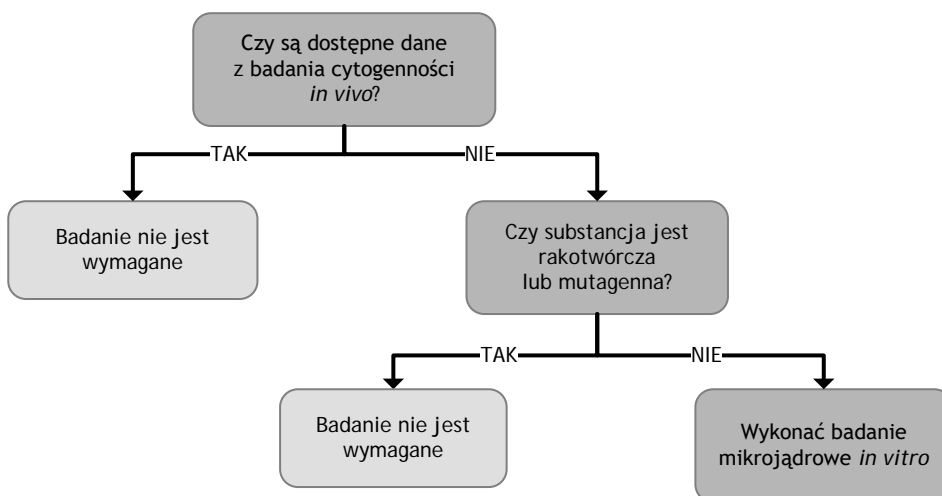 Czy są dostępne dane
z badania cytogenności
in vivo?
TAK
NIE
Badanie nie jest
wymagane
Czy substancja jest
rakotwórcza
lub mutagenna?
TAK
NIE
Badanie nie jest
wymagane
Wykonać badanie
mikrojądrowe in vitro